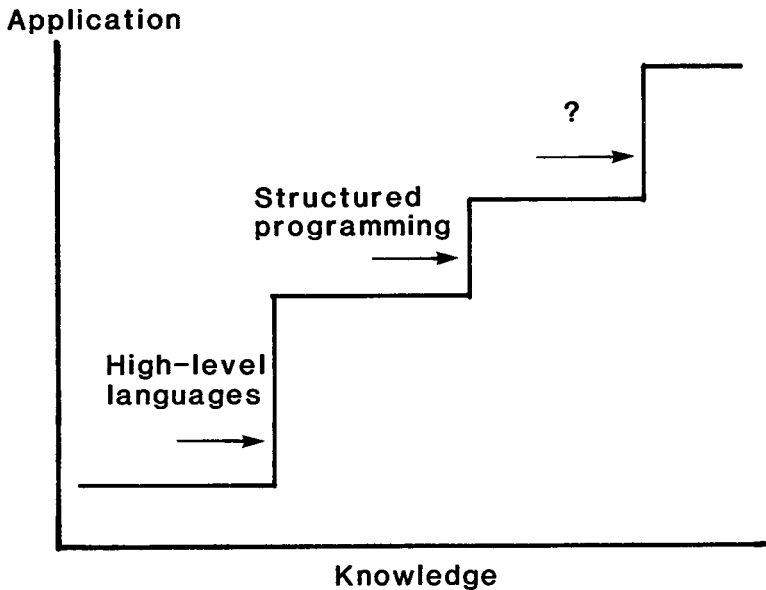 Application
?
Structured
programming
High-level
languages
Knowledge